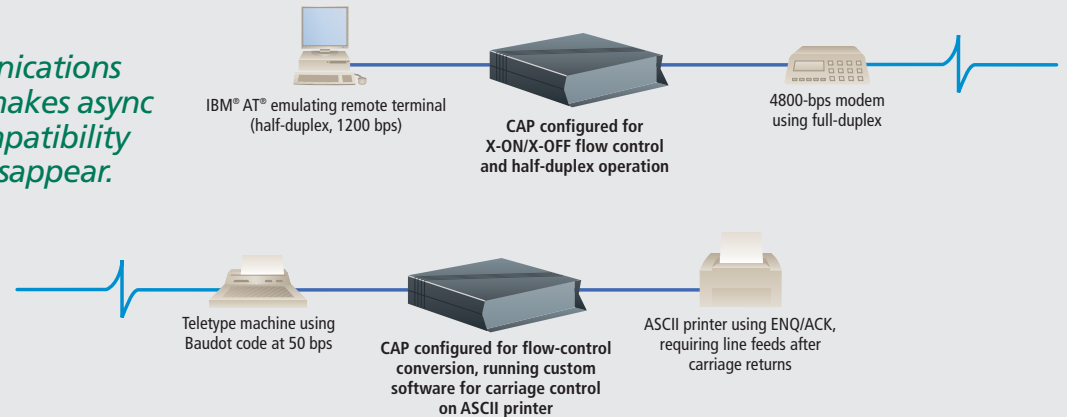 nications
makes async
mpatibility
sappear.
IBM® AT® emulating remote terminal
(half-duplex, 1200 bps)
CAP configured for
X-ON/X-OFF flow control
and half-duplex operation
4800-bps modem
using full-duplex
Teletype machine using
Baudot code at 50 bps
CAP configured for flow-control
conversion, running custom
software for carriage control
on ASCII printer
ASCII printer using ENQ/ACK,
requiring line feeds after
carriage returns